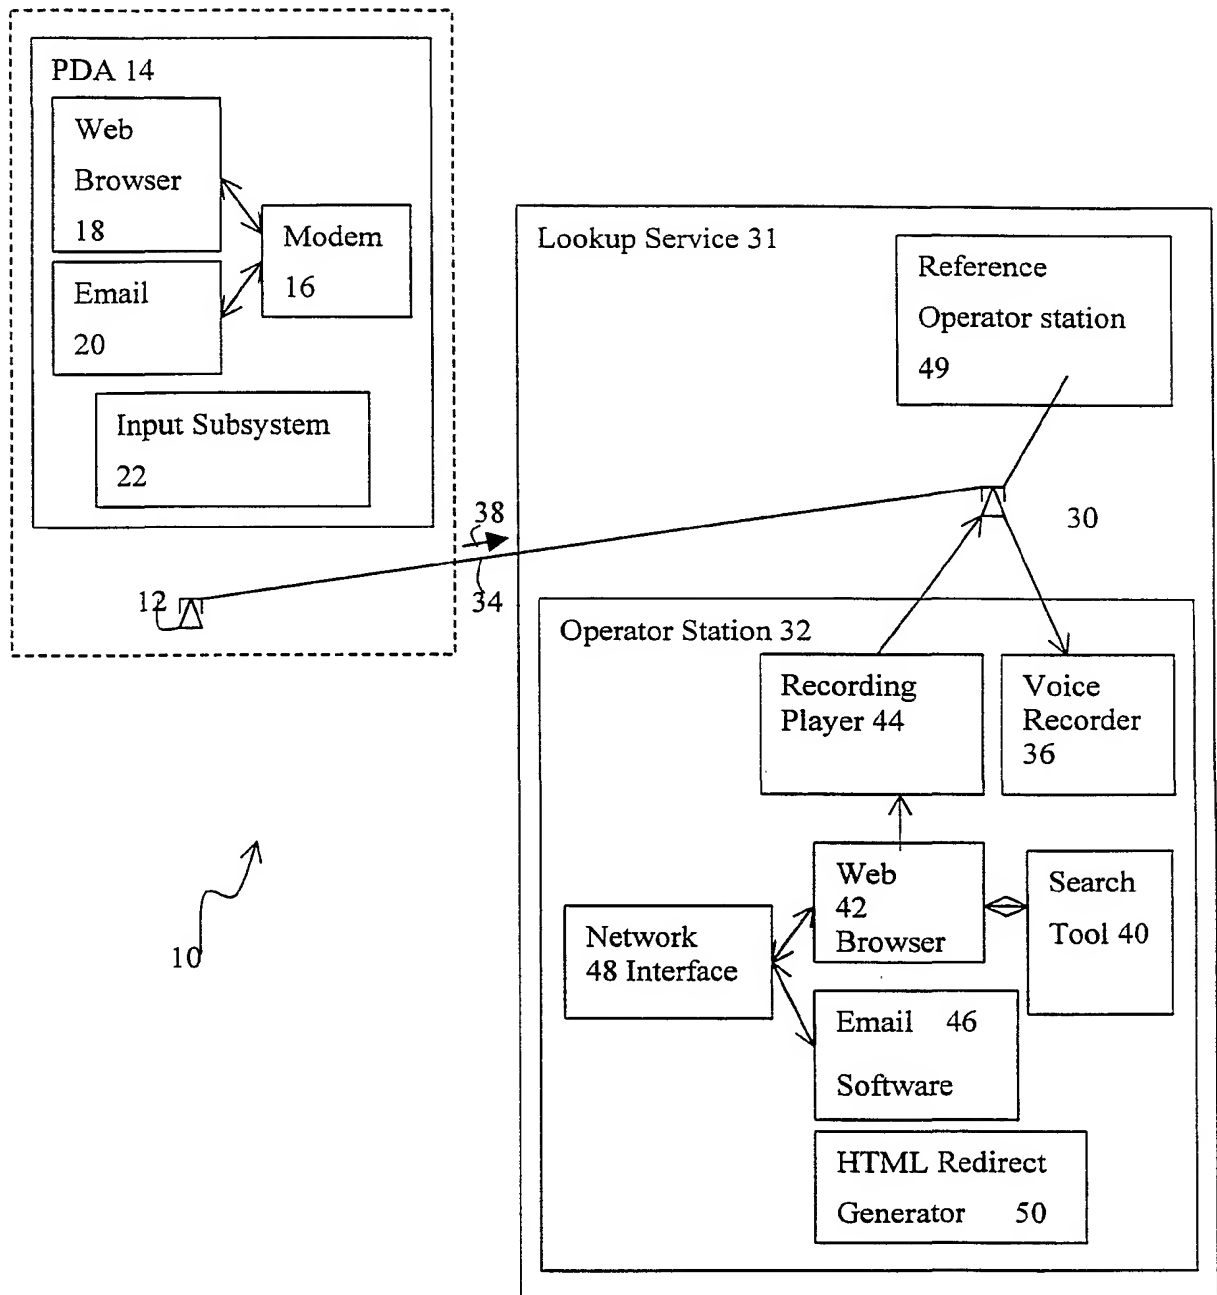 PDA 14
Web
Browser
18
Modem
16
Email
20
Input Subsystem
22
38
34
12
10
Lookup Service 31
Reference
Operator station
49
30
Operator Station 32
Recording
Player 44
Voice
Recorder
36
Web
42
Browser
Search
Tool 40
Network
48 Interface
Email 46
Software
HTML Redirect
Generator 50